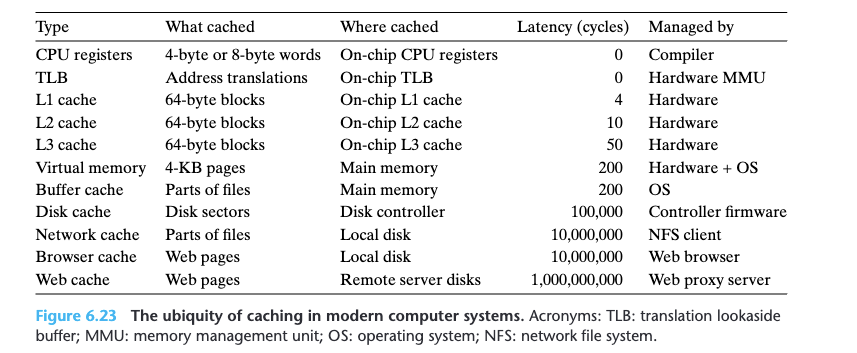 Type What cached Where cached Latency (cycles) Managed by
CPU registers 4-byte or 8-byte words On-chip CPU registers 0 Compiler
TLB Address translations On-chip TLB 0 Hardware MMU
L1 cache 64-byte blocks On-chip L1 cache 4 Hardware
L2 cache 64-byte blocks On-chip L2 cache 10 Hardware
L3 cache 64-byte blocks On-chip L3 cache 50 Hardware
Virtual memory 4-KB pages Main memory 200 Hardware + OS
Buffer cache Parts of files Main memory 200 OS
Disk cache Disk sectors Disk controller 100,000 Controller firmware
Network cache Parts of files Local disk 10,000,000 NFS client
Browser cache Web pages Local disk 10,000,000 Web browser
Web cache Web pages Remote server disks 1,000,000,000 Web proxy server
Figure 6.23 The ubiquity of caching in modern computer systems. Acronyms: TLB: translation lookaside
buffer; MMU: memory management unit; OS: operating system; NFS: network file system.